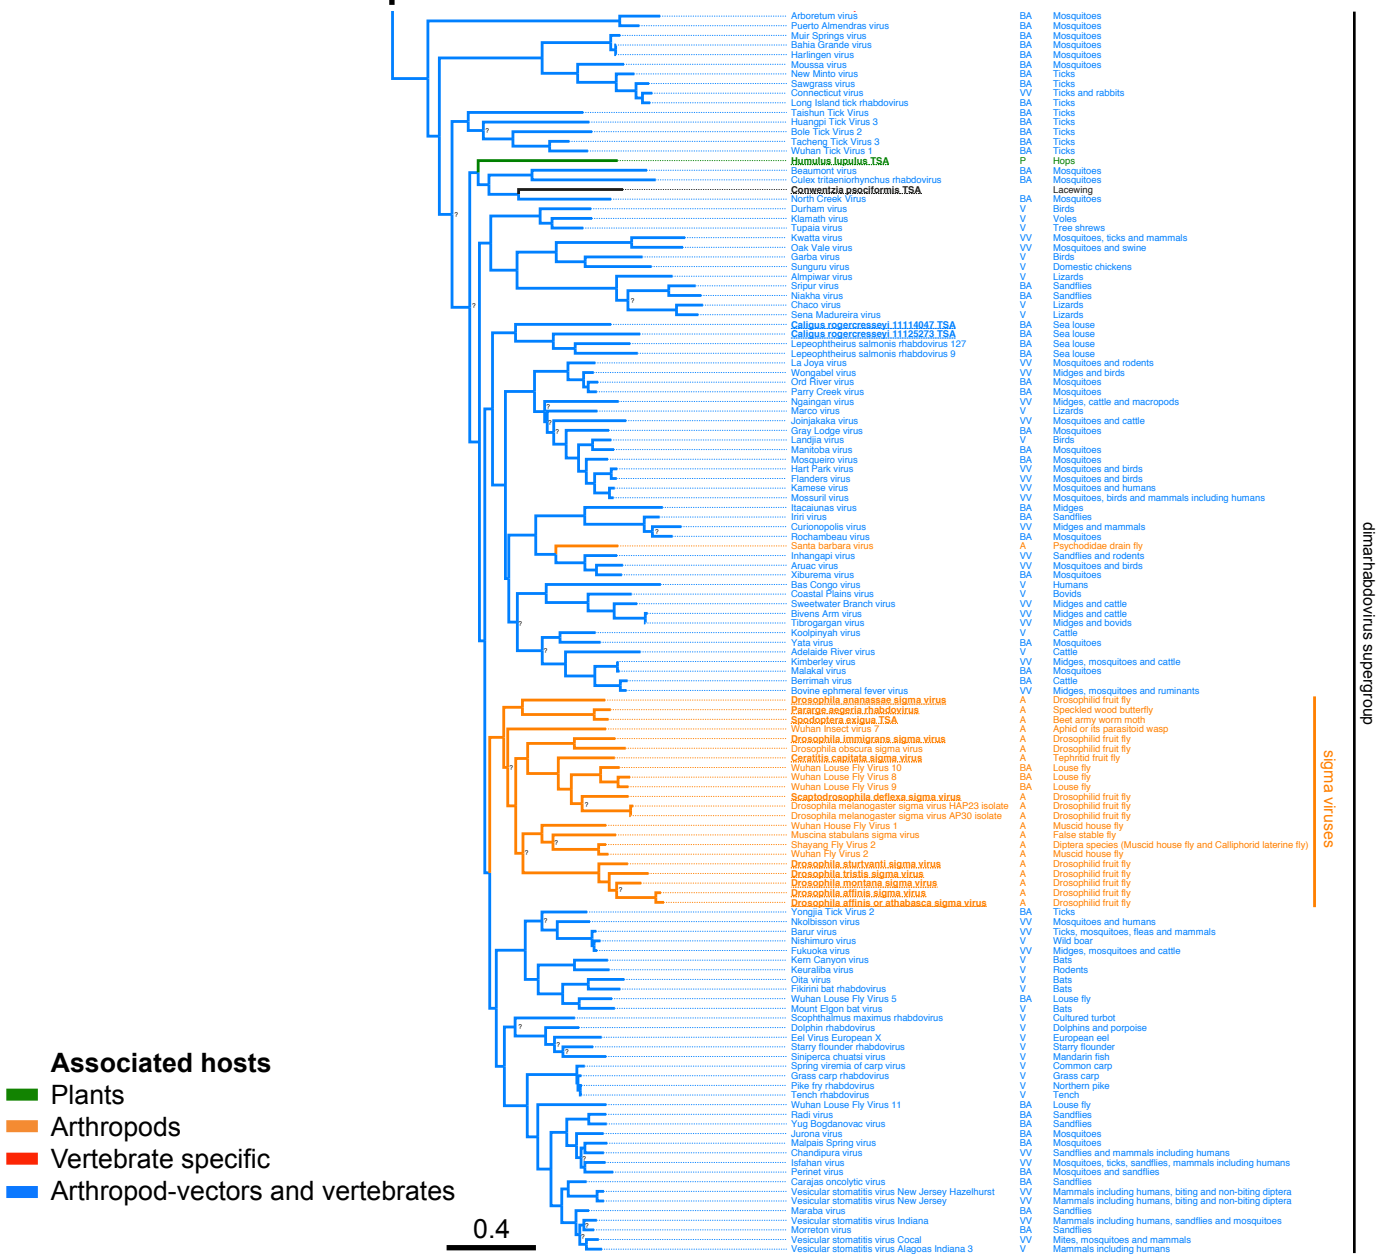 Arboretum virus BA Mosquitoes
Puerto Almendras virus BA Mosquitoes
Muir Springs virus BA Mosquitoes
Bahia Grande virus BA Mosquitoes
Harlingen virus BA Mosquitoes
Moussa virus BA Mosquitoes
New Minto virus BA Ticks
Sawgrass virus BA Ticks
Connecticut virus VV Ticks and rabbits
Long Island tick rhabdovirus BA Ticks
Taishun Tick Virus BA Ticks
Huangpi Tick Virus 3 BA Ticks
Bole Tick Virus 2 BA Ticks
Tacheng Tick Virus 3 BA Ticks
Wuhan Tick Virus 1 BA Ticks
Humulus lupulus TSA P Hops
Beaumont virus BA Mosquitoes
Culex tritaeniorhynchus rhabdovirus BA Mosquitoes
Conwentzia psociformis TSA Lacewing
North Creek Virus BA Mosquitoes
Durham virus V Birds
Klamath virus V Voles
Tupaia virus V Tree shrews
Kwatta virus VV Mosquitoes, ticks and mammals
Oak Vale virus VV Mosquitoes and swine
Garba virus V Birds
Sunguru virus V Domestic chickens
Almpiwar virus V Lizards
Sripur virus BA Sandflies
Niakha virus BA Sandflies
Chaco virus V Lizards
Sena Madureira virus V Lizards
Caligus rogercresseyi 11114047 TSA BA Sea louse
Caligus rogercresseyi 11125273 TSA BA Sea louse
Lepeophtheirus salmonis rhabdovirus 127 BA Sea louse
Lepeophtheirus salmonis rhabdovirus 9 BA Sea louse
La Joya virus VV Mosquitoes and rodents
Wongabel virus VV Midges and birds
Ord River virus BA Mosquitoes
Parry Creek virus BA Mosquitoes
Ngaingan virus VV Midges, cattle and macropods
Marco virus V Lizards
Joinjakaka virus VV Mosquitoes and cattle
Gray Lodge virus BA Mosquitoes
Landjia virus V Birds
Manitoba virus BA Mosquitoes
Mosqueiro virus BA Mosquitoes
Hart Park virus VV Mosquitoes and birds
Flanders virus VV Mosquitoes and birds
Kamese virus VV Mosquitoes and humans
Mossuril virus VV Mosquitoes, birds and mammals including humans
Itacaiunas virus BA Midges
Iriri virus BA Sandflies
Curionopolis virus VV Midges and mammals
Rochambeau virus BA Mosquitoes
Santa barbara virus A Psychodidae drain fly
Inhangapi virus VV Sandflies and rodents
Aruac virus VV Mosquitoes and birds
Xiburema virus BA Mosquitoes
Bas Congo virus V Humans
Coastal Plains virus V Bovids
Sweetwater Branch virus VV Midges and cattle
Bivens Arm virus VV Midges and cattle
Tibrogargan virus VV Midges and bovids
Koolpinyah virus V Cattle
Yata virus BA Mosquitoes
Adelaide River virus V Cattle
Kimberley virus VV Midges, mosquitoes and cattle
Malakal virus BA Mosquitoes
Berrimah virus BA Cattle
Bovine ephmeral fever virus VV Midges, mosquitoes and ruminants
Drosophila ananassae sigma virus A Drosophilid fruit fly
Pararge aegeria rhabdovirus A Speckled wood butterfly
Spodoptera exigua TSA A Beet army worm moth
Wuhan Insect virus 7 A Aphid or its parasitoid wasp
Drosophila immigrans sigma virus A Drosophilid fruit fly
Drosophila obscura sigma virus A Drosophilid fruit fly
Ceratitis capitata sigma virus A Tephritid fruit fly
Wuhan Louse Fly Virus 10 BA Louse fly
Wuhan Louse Fly Virus 8 BA Louse fly
Wuhan Louse Fly Virus 9 BA Louse fly
Scaptodrosophila deflexa sigma virus A Drosophilid fruit fly
Drosophila melanogaster sigma virus HAP23 isolate A Drosophilid fruit fly
Drosophila melanogaster sigma virus AP30 isolate A Drosophilid fruit fly
Wuhan House Fly Virus 1 A Muscid house fly
Muscina stabulans sigma virus A False stable fly
Shayang Fly Virus 2 A Diptera species (Muscid house fly and Calliphorid laterine fly)
Wuhan Fly Virus 2 A Muscid house fly
Drosophila sturtvanti sigma virus A Drosophilid fruit fly
Drosophila tristis sigma virus A Drosophilid fruit fly
Drosophila montana sigma virus A Drosophilid fruit fly
Drosophila affinis sigma virus A Drosophilid fruit fly
Drosophila affinis or athabasca sigma virus A Drosophilid fruit fly
Yongjia Tick Virus 2 BA Ticks
Nkolbisson virus VV Mosquitoes and humans
Barur virus VV Ticks, mosquitoes, fleas and mammals
Nishimuro virus V Wild boar
Fukuoka virus VV Midges, mosquitoes and cattle
Kern Canyon virus V Bats
Keuraliba virus V Rodents
Oita virus V Bats
Fikirini bat rhabdovirus V Bats
Wuhan Louse Fly Virus 5 BA Louse fly
Mount Elgon bat virus V Bats
Scophthalmus maximus rhabdovirus V Cultured turbot
Dolphin rhabdovirus V Dolphins and porpoise
Eel Virus European X V European eel
Starry flounder rhabdovirus V Starry flounder
Siniperca chuatsi virus V Mandarin fish
Spring viremia of carp virus V Common carp
Grass carp rhabdovirus V Grass carp
Pike fry rhabdovirus V Northern pike
Tench rhabdovirus V Tench
Wuhan Louse Fly Virus 11 BA Louse fly
Radi virus BA Sandflies
Yug Bogdanovac virus BA Sandflies
Jurona virus BA Mosquitoes
Malpais Spring virus BA Mosquitoes
Chandipura virus VV Sandflies and mammals including humans
Isfahan virus VV Mosquitoes, ticks, sandflies, mammals including humans
Perinet virus BA Mosquitoes and sandflies
Carajas oncolytic virus BA Sandflies
Vesicular stomatitis virus New Jersey Hazelhurst VV Mammals including humans, biting and non-biting diptera
Vesicular stomatitis virus New Jersey VV Mammals including humans, biting and non-biting diptera
Maraba virus BA Sandflies
Vesicular stomatitis virus Indiana VV Mammals including humans, sandflies and mosquitoes
Morreton virus BA Sandflies
Vesicular stomatitis virus Cocal VV Mites, mosquitoes and mammals
Vesicular stomatitis virus Alagoas Indiana 3 V Mammals including humans
sigma viruses
dimarhabdovirus supergroup
Associated hosts
Plants
Arthropods
Vertebrate specific
Arthropod-vectors and vertebrates
0.4